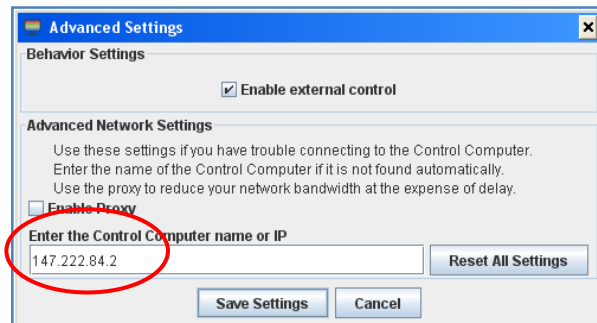 Advanced Settings
Behavior Settings
Enable external control
Advanced Network Settings
Use these settings if you have trouble connecting to the Control Computer.
Enter the name of the Control Computer if it is not found automatically.
Use the proxy to reduce your network bandwidth at the expense of delay.
Enable Proxy
Enter the Control Computer name or IP
147.222.84.2
Reset All Settings
Save Settings Cancel